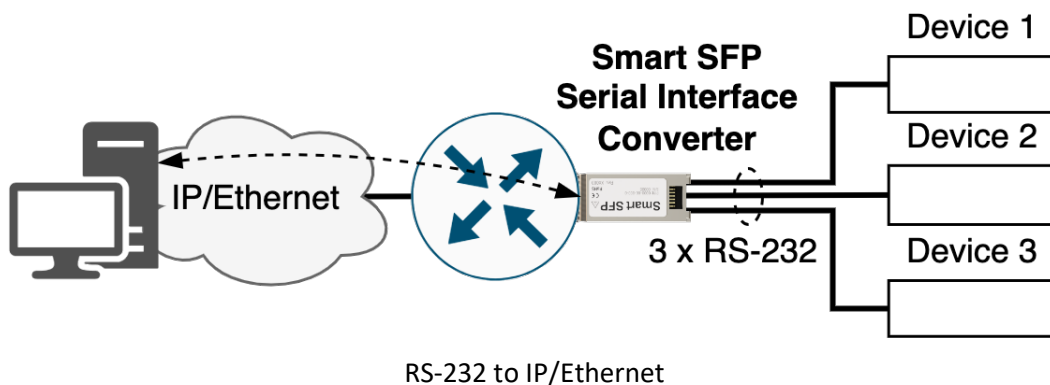 Device 1
Smart SFP
Serial Interface
Converter
Device 2
IP/Ethernet
Smart SFP
3 x RS-232
Device 3
RS-232 to IP/Ethernet